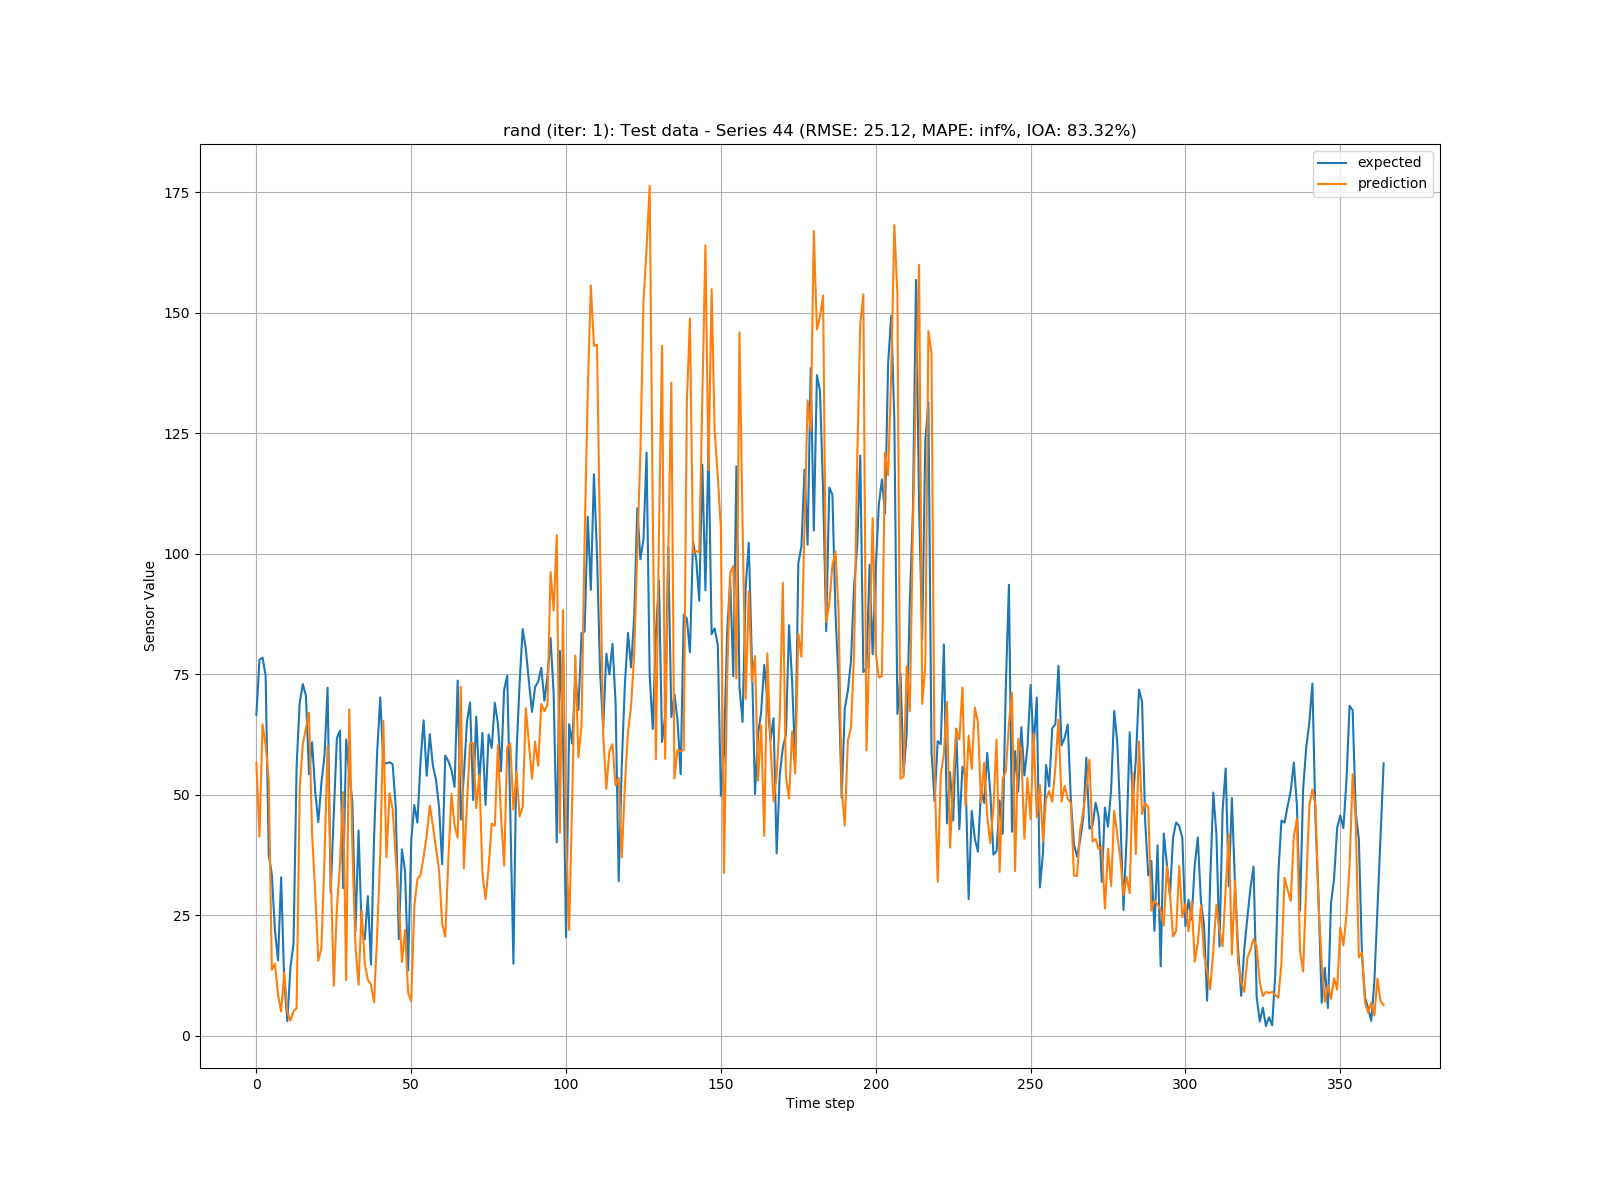 rand (iter: 1): Test data - Series 44 (RMSE: 25.12, MAPE: inf%, IOA: 83.32%)
expected
prediction
175
150
125
100
75
50
25
0
Sensor Value
0 50 100 150 200 250 300 350
Time step